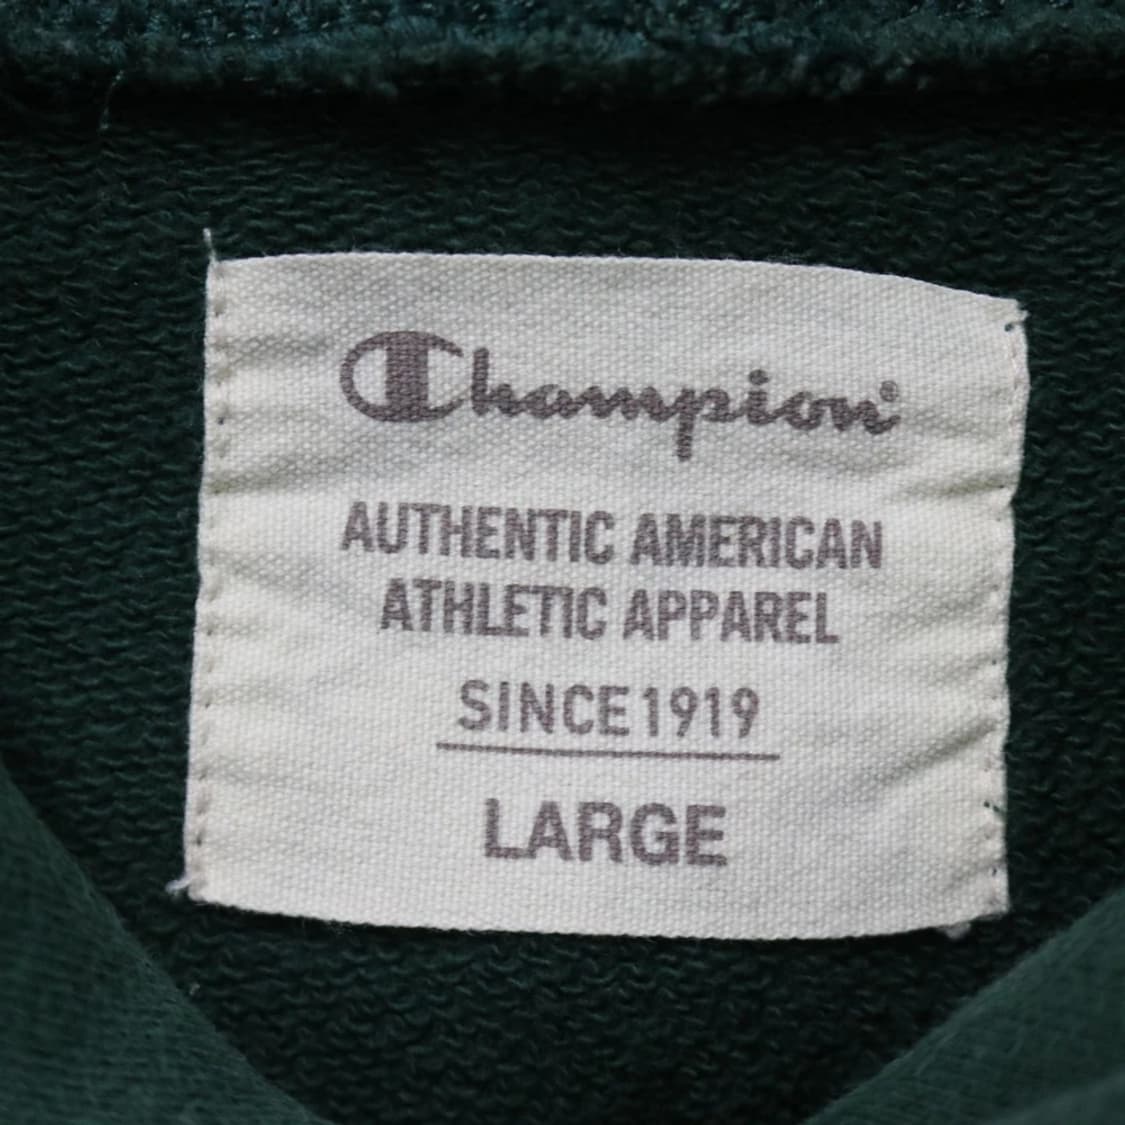 Champion®
AUTHENTIC AMERICAN
ATHLETIC APPAREL
SINCE 1919
LARGE